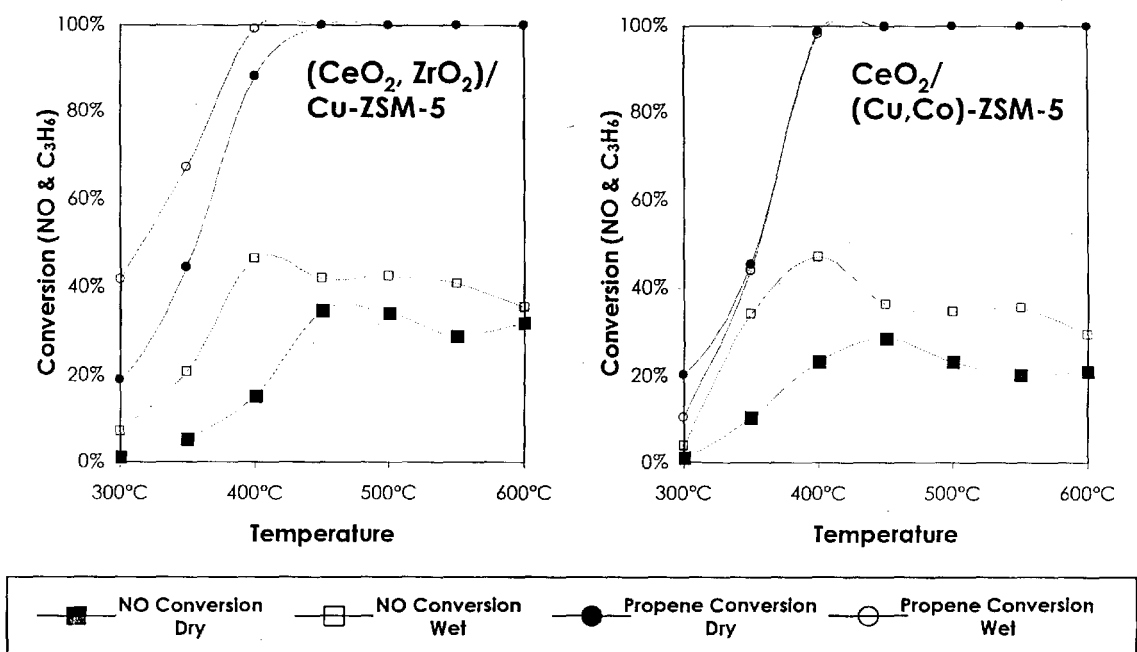 100%
80%
60%
40%
20%
0%
Conversion (NO & C₃H₆)
(CeO₂, ZrO₂)/
Cu-ZSM-5
300°C
400°C
500°C
600°C
Temperature
100%
80%
60%
40%
20%
0%
Conversion (NO & C₃H₆)
CeO₂/
(Cu,Co)-ZSM-5
300°C
400°C
500°C
600°C
Temperature
NO Conversion
Dry
NO Conversion
Wet
Propene Conversion
Dry
Propene Conversion
Wet